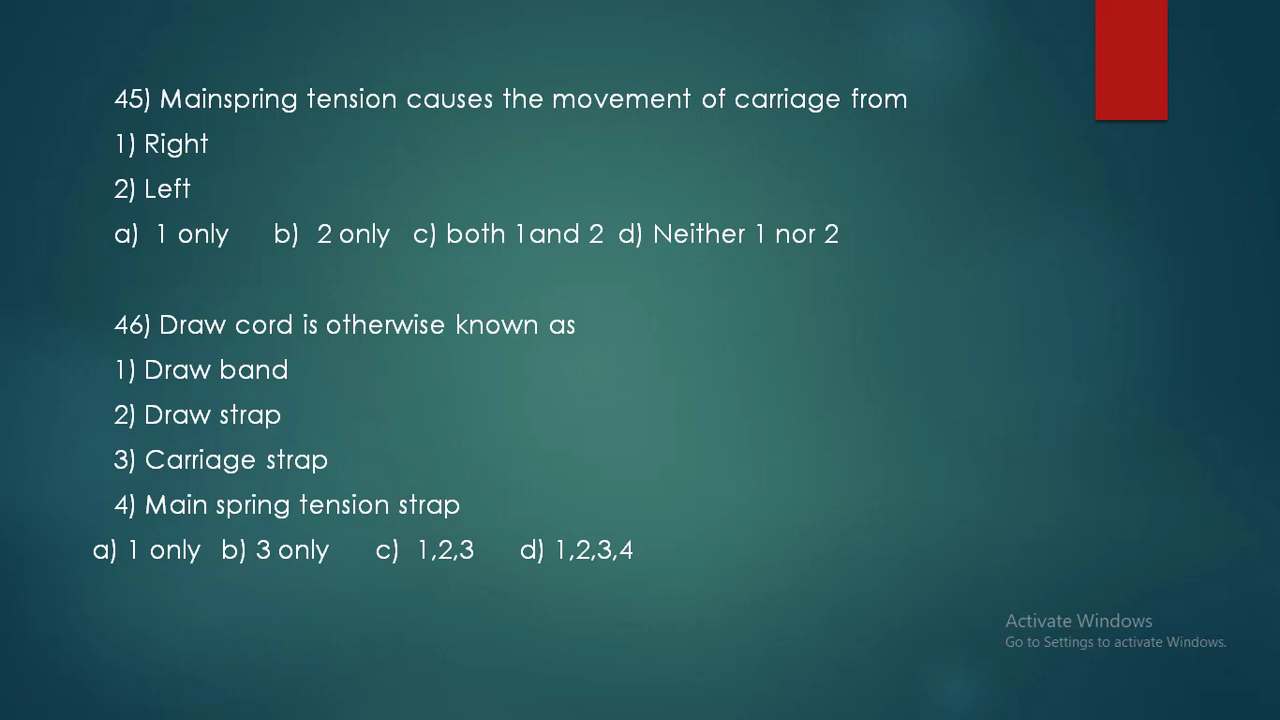 45) Mainspring tension causes the movement of carriage from
1) Right
2) Left
a)  1 only      b)  2 only   c) both 1and 2  d) Neither 1 nor 2
46) Draw cord is otherwise known as
1) Draw band
2) Draw strap
3) Carriage strap
4) Main spring tension strap
a) 1 only   b) 3 only      c)  1,2,3      d) 1,2,3,4
Activate Windows
Go to Settings to activate Windows.